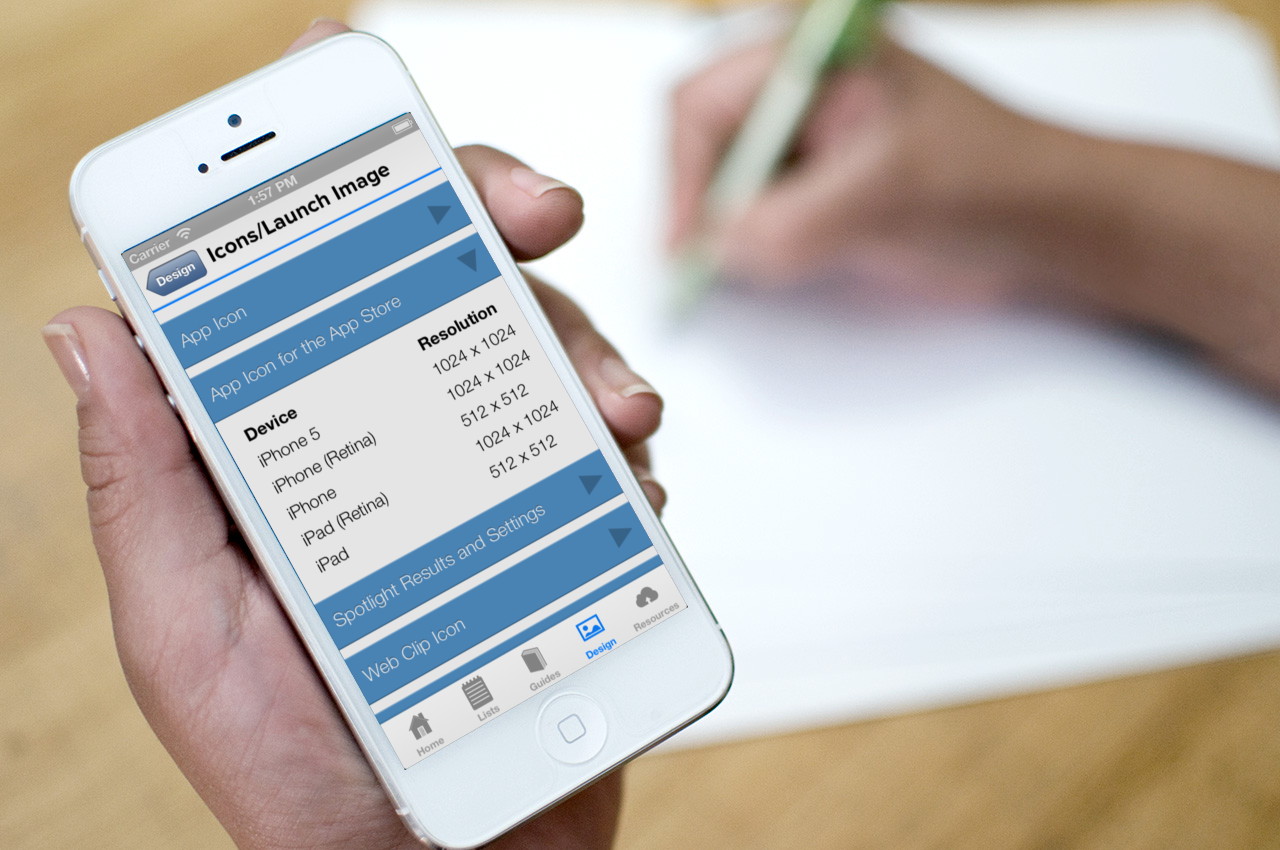 Carrier 1:57 PM
Design Icons/Launch Image
App Icon
App Icon for the App Store
Device Resolution
iPhone 5 1024 x 1024
iPhone (Retina) 1024 x 1024
iPhone 512 x 512
iPad (Retina) 1024 x 1024
iPad 512 x 512
Spotlight Results and Settings
Web Clip Icon
Home Lists Guides Design Resources